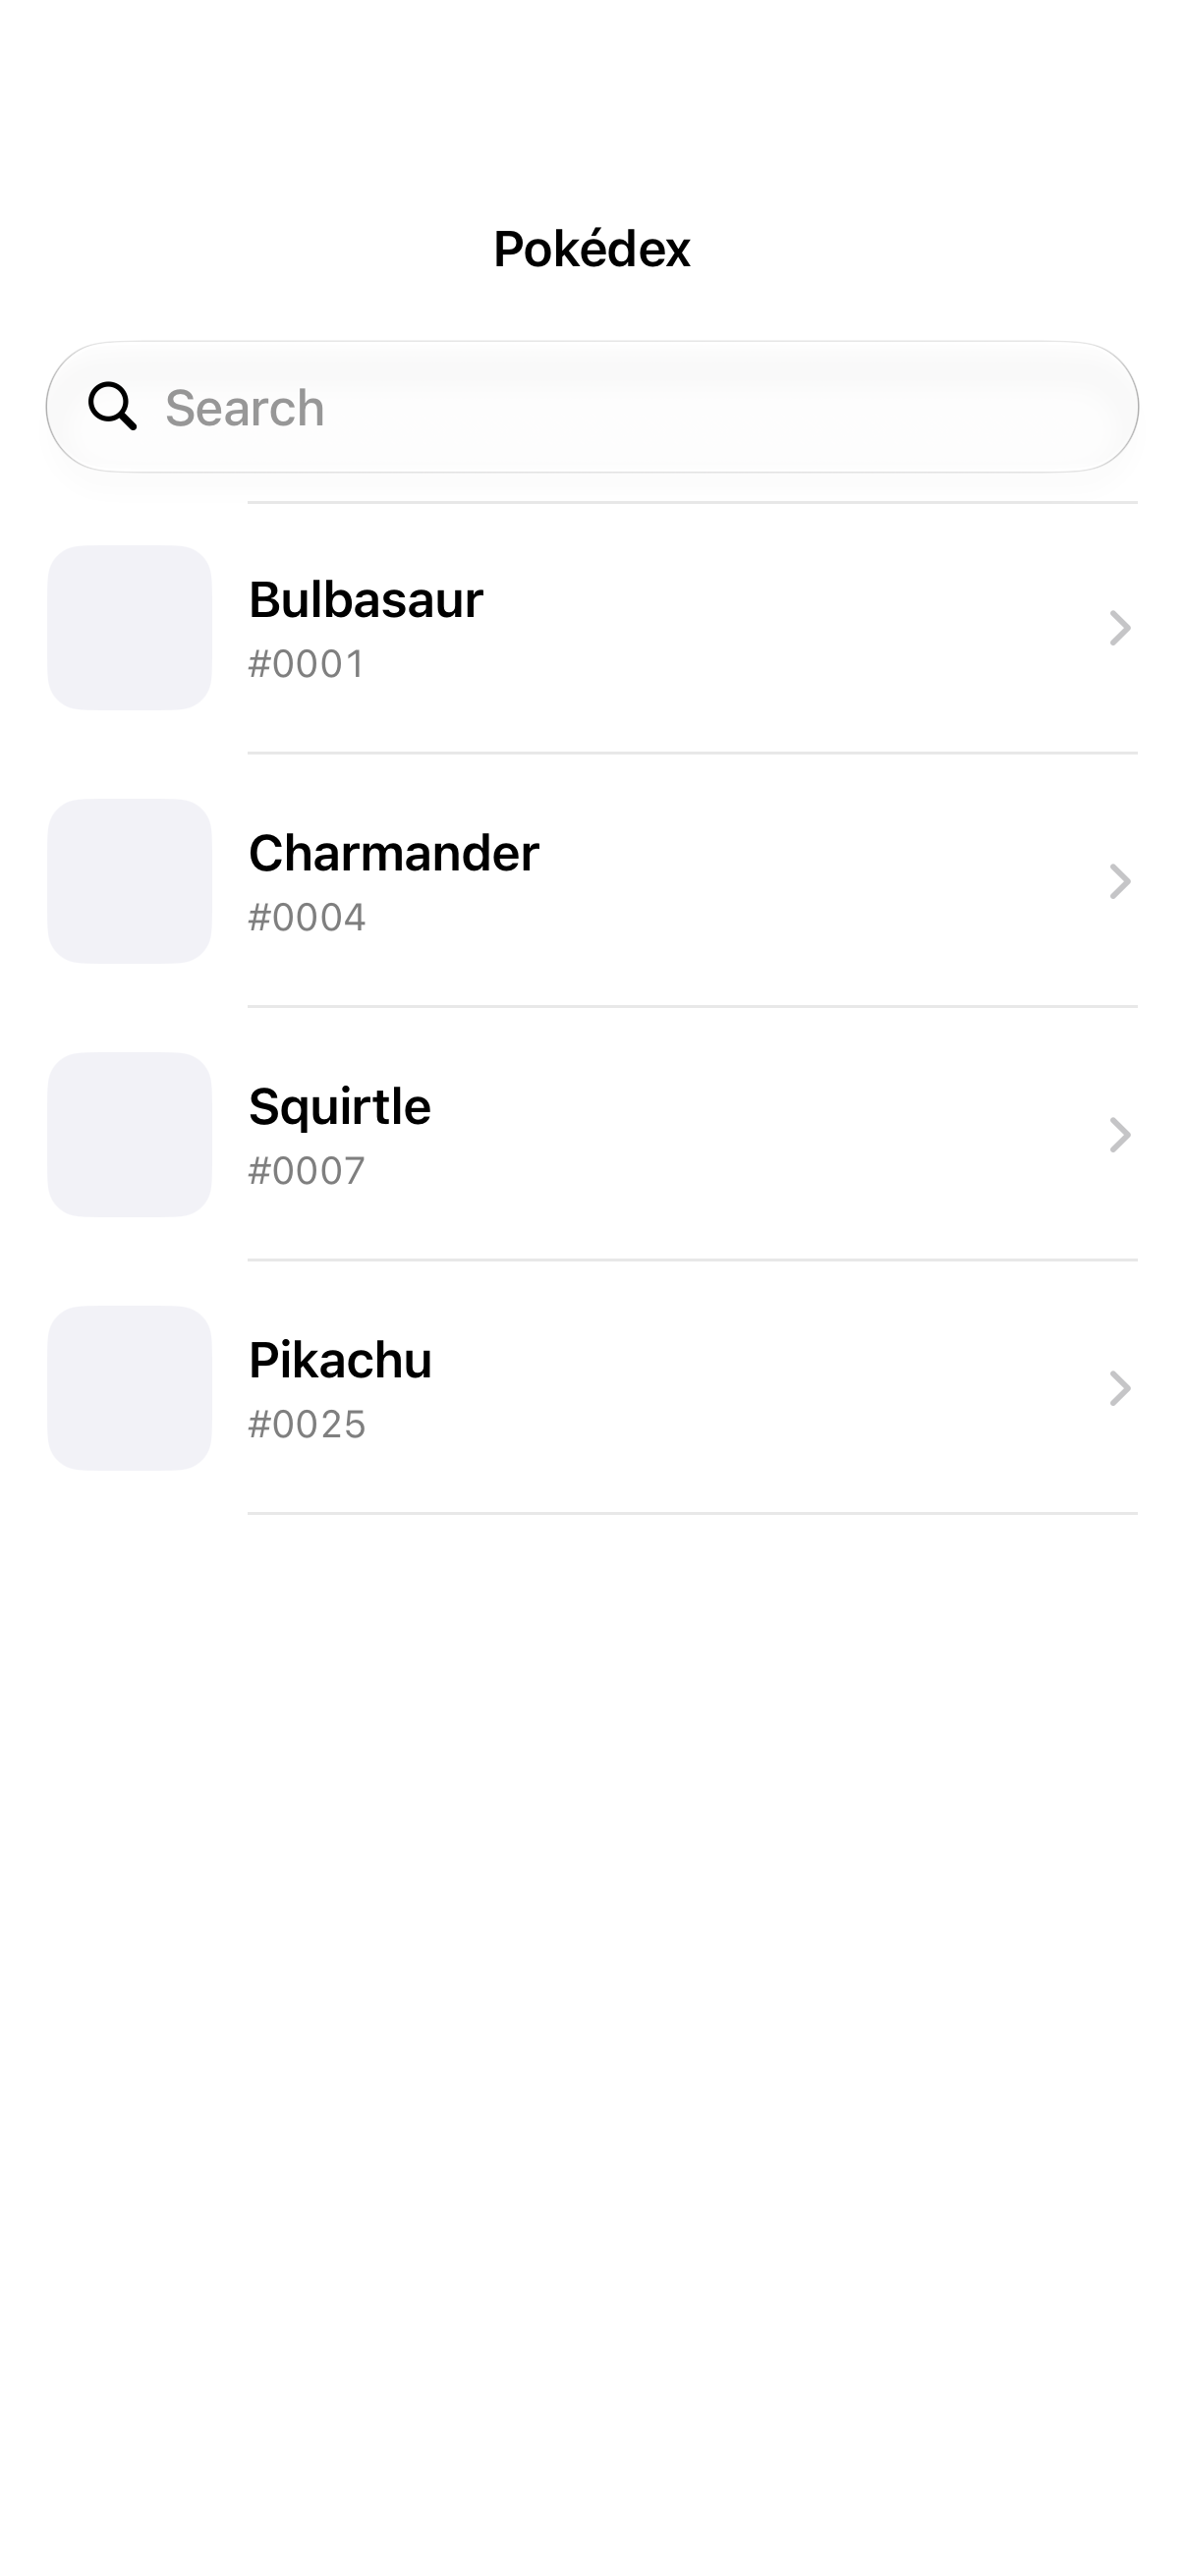 Pokédex
Search
Bulbasaur
#0001
Charmander
#0004
Squirtle
#0007
Pikachu
#0025